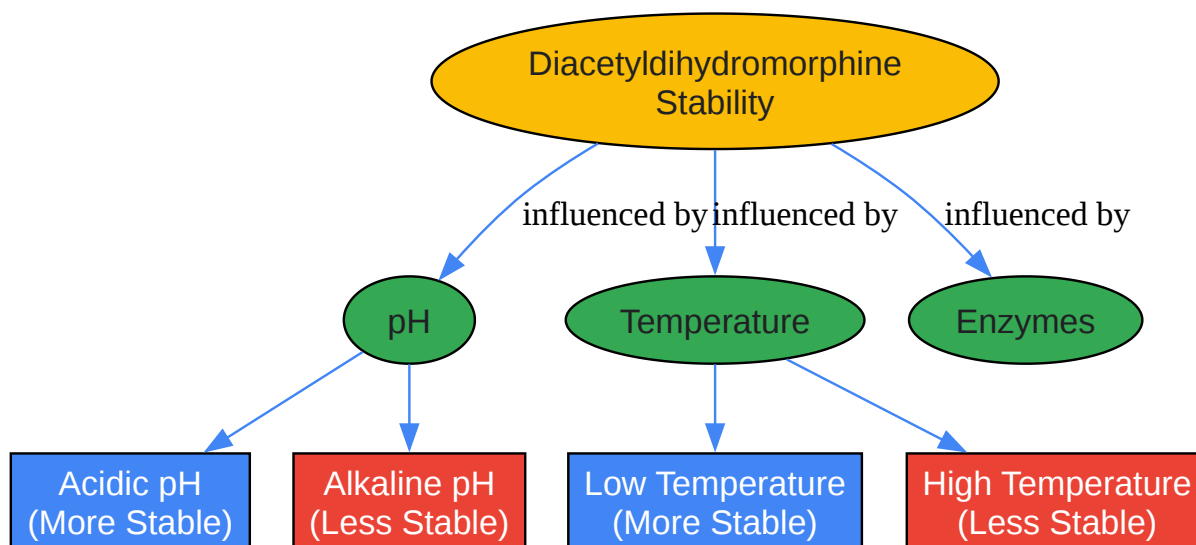 Diacetyldihydromorphine
Stability
influenced by
influenced by
influenced by
pH
Temperature
Enzymes
Acidic pH
(More Stable)
Alkaline pH
(Less Stable)
Low Temperature
(More Stable)
High Temperature
(Less Stable)